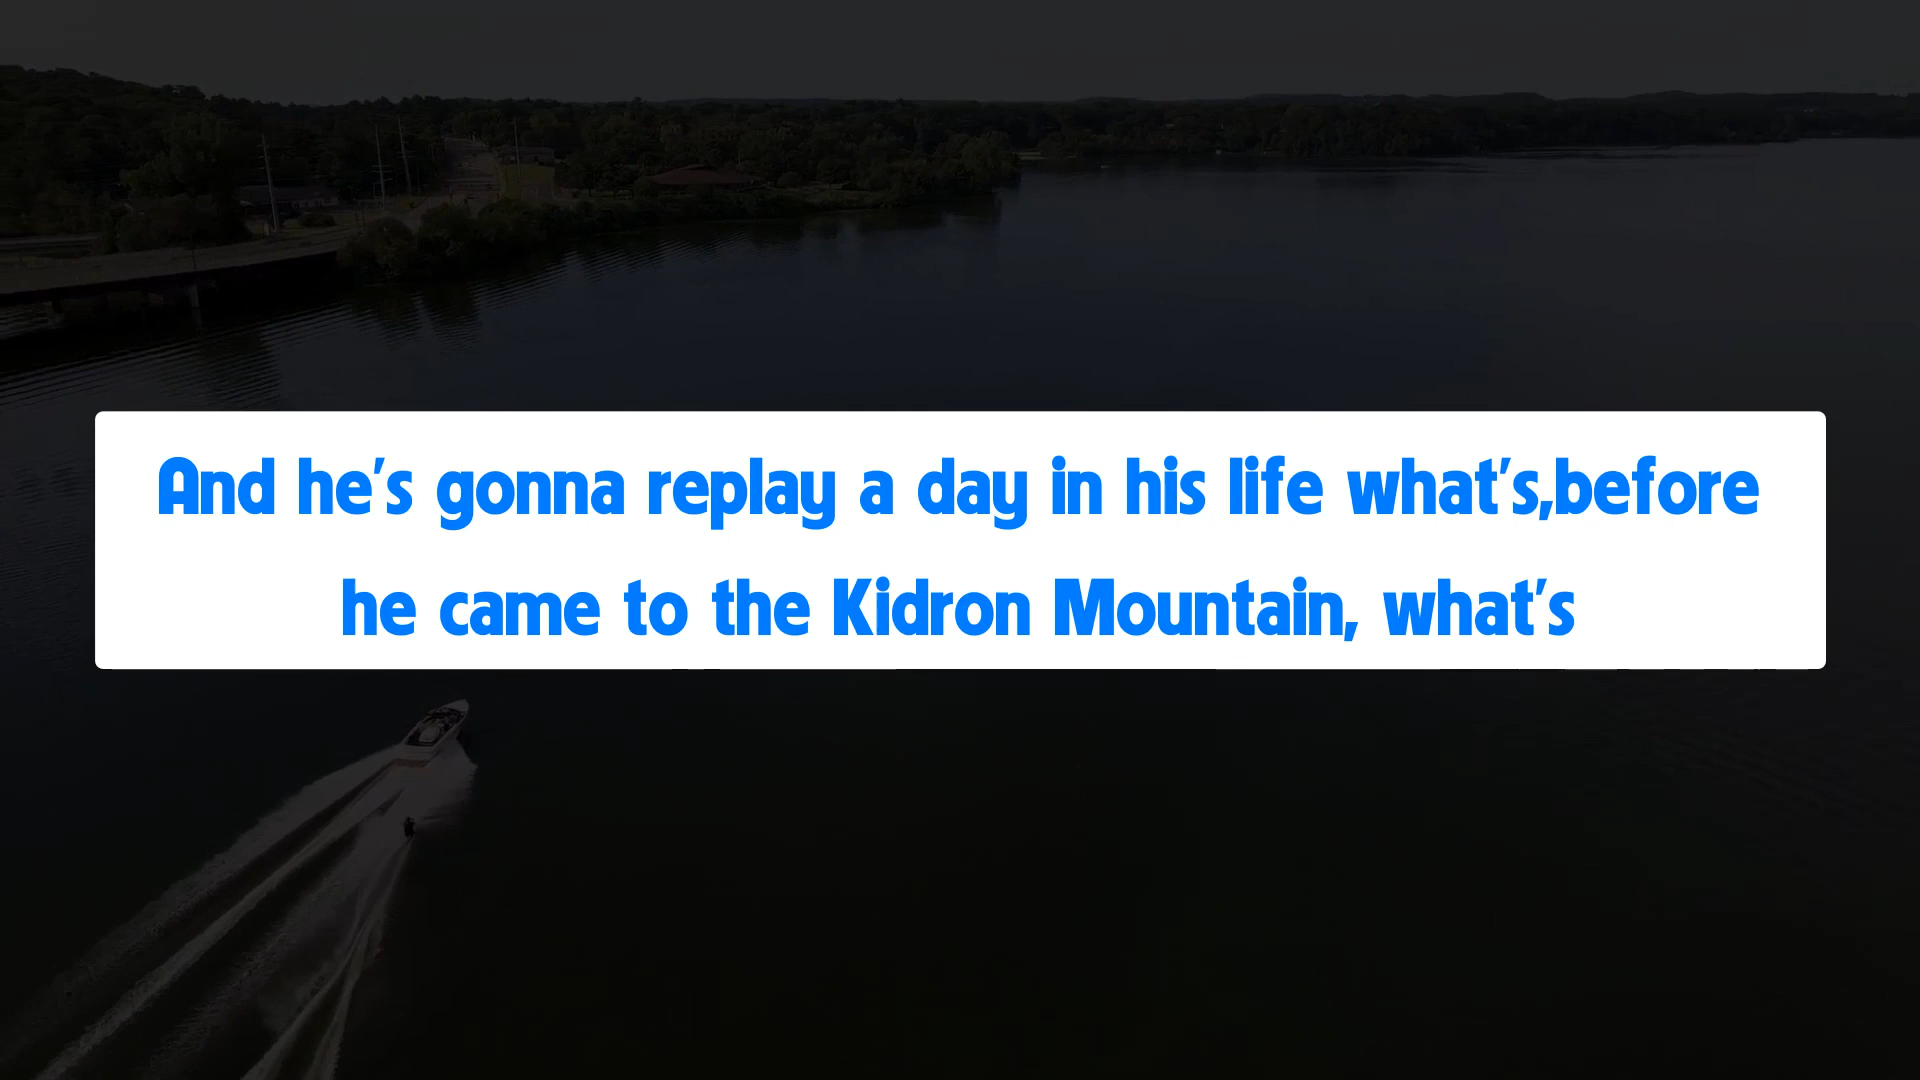 And he's gonna replay a day in his life what's,before
he came to the Kidron Mountain, what's